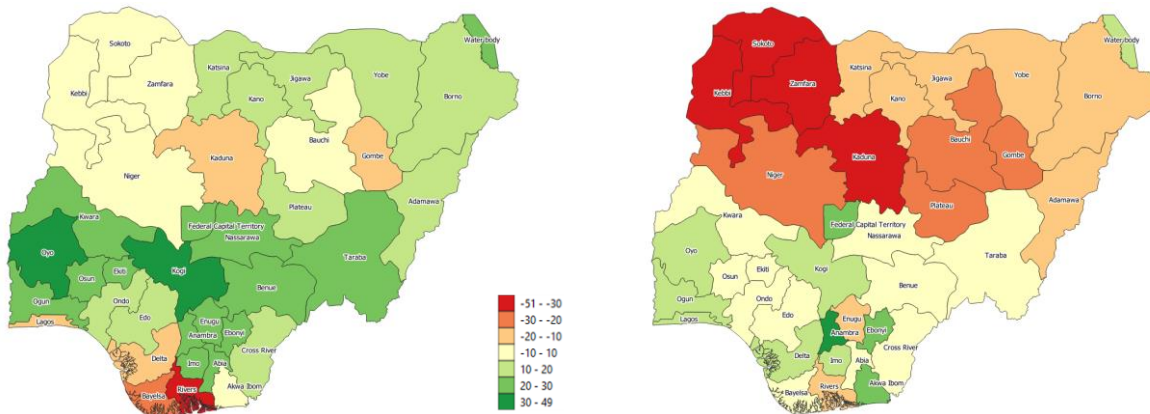 Sokoto
Katsina
Jigawa
Yobe
Water body
Zamfara
Kebbi
Kano
Borno
Bauchi
Kaduna
Gombe
Niger
Plateau
Adamawa
Kwara
Federal Capital Territory
Nassarawa
Taraba
Oyo
Kogi
Osun
Ekiti
Benue
Ogun
Ondo
Edo
Enugu
Anambra
Ebonyi
Lagos
Delta
Imo
Abia
Cross River
Bayelsa
Rivers
Akwa Ibom
-51 - -30
-30 - -20
-20 - -10
-10 - 10
10 - 20
20 - 30
30 - 49
Sokoto
Katsina
Jigawa
Yobe
Water body
Zamfara
Kebbi
Kano
Borno
Bauchi
Kaduna
Gombe
Niger
Plateau
Adamawa
Kwara
Federal Capital Territory
Nassarawa
Taraba
Oyo
Kogi
Osun
Ekiti
Benue
Ogun
Ondo
Edo
Enugu
Anambra
Ebonyi
Lagos
Delta
Imo
Abia
Cross River
Bayelsa
Rivers
Akwa Ibom